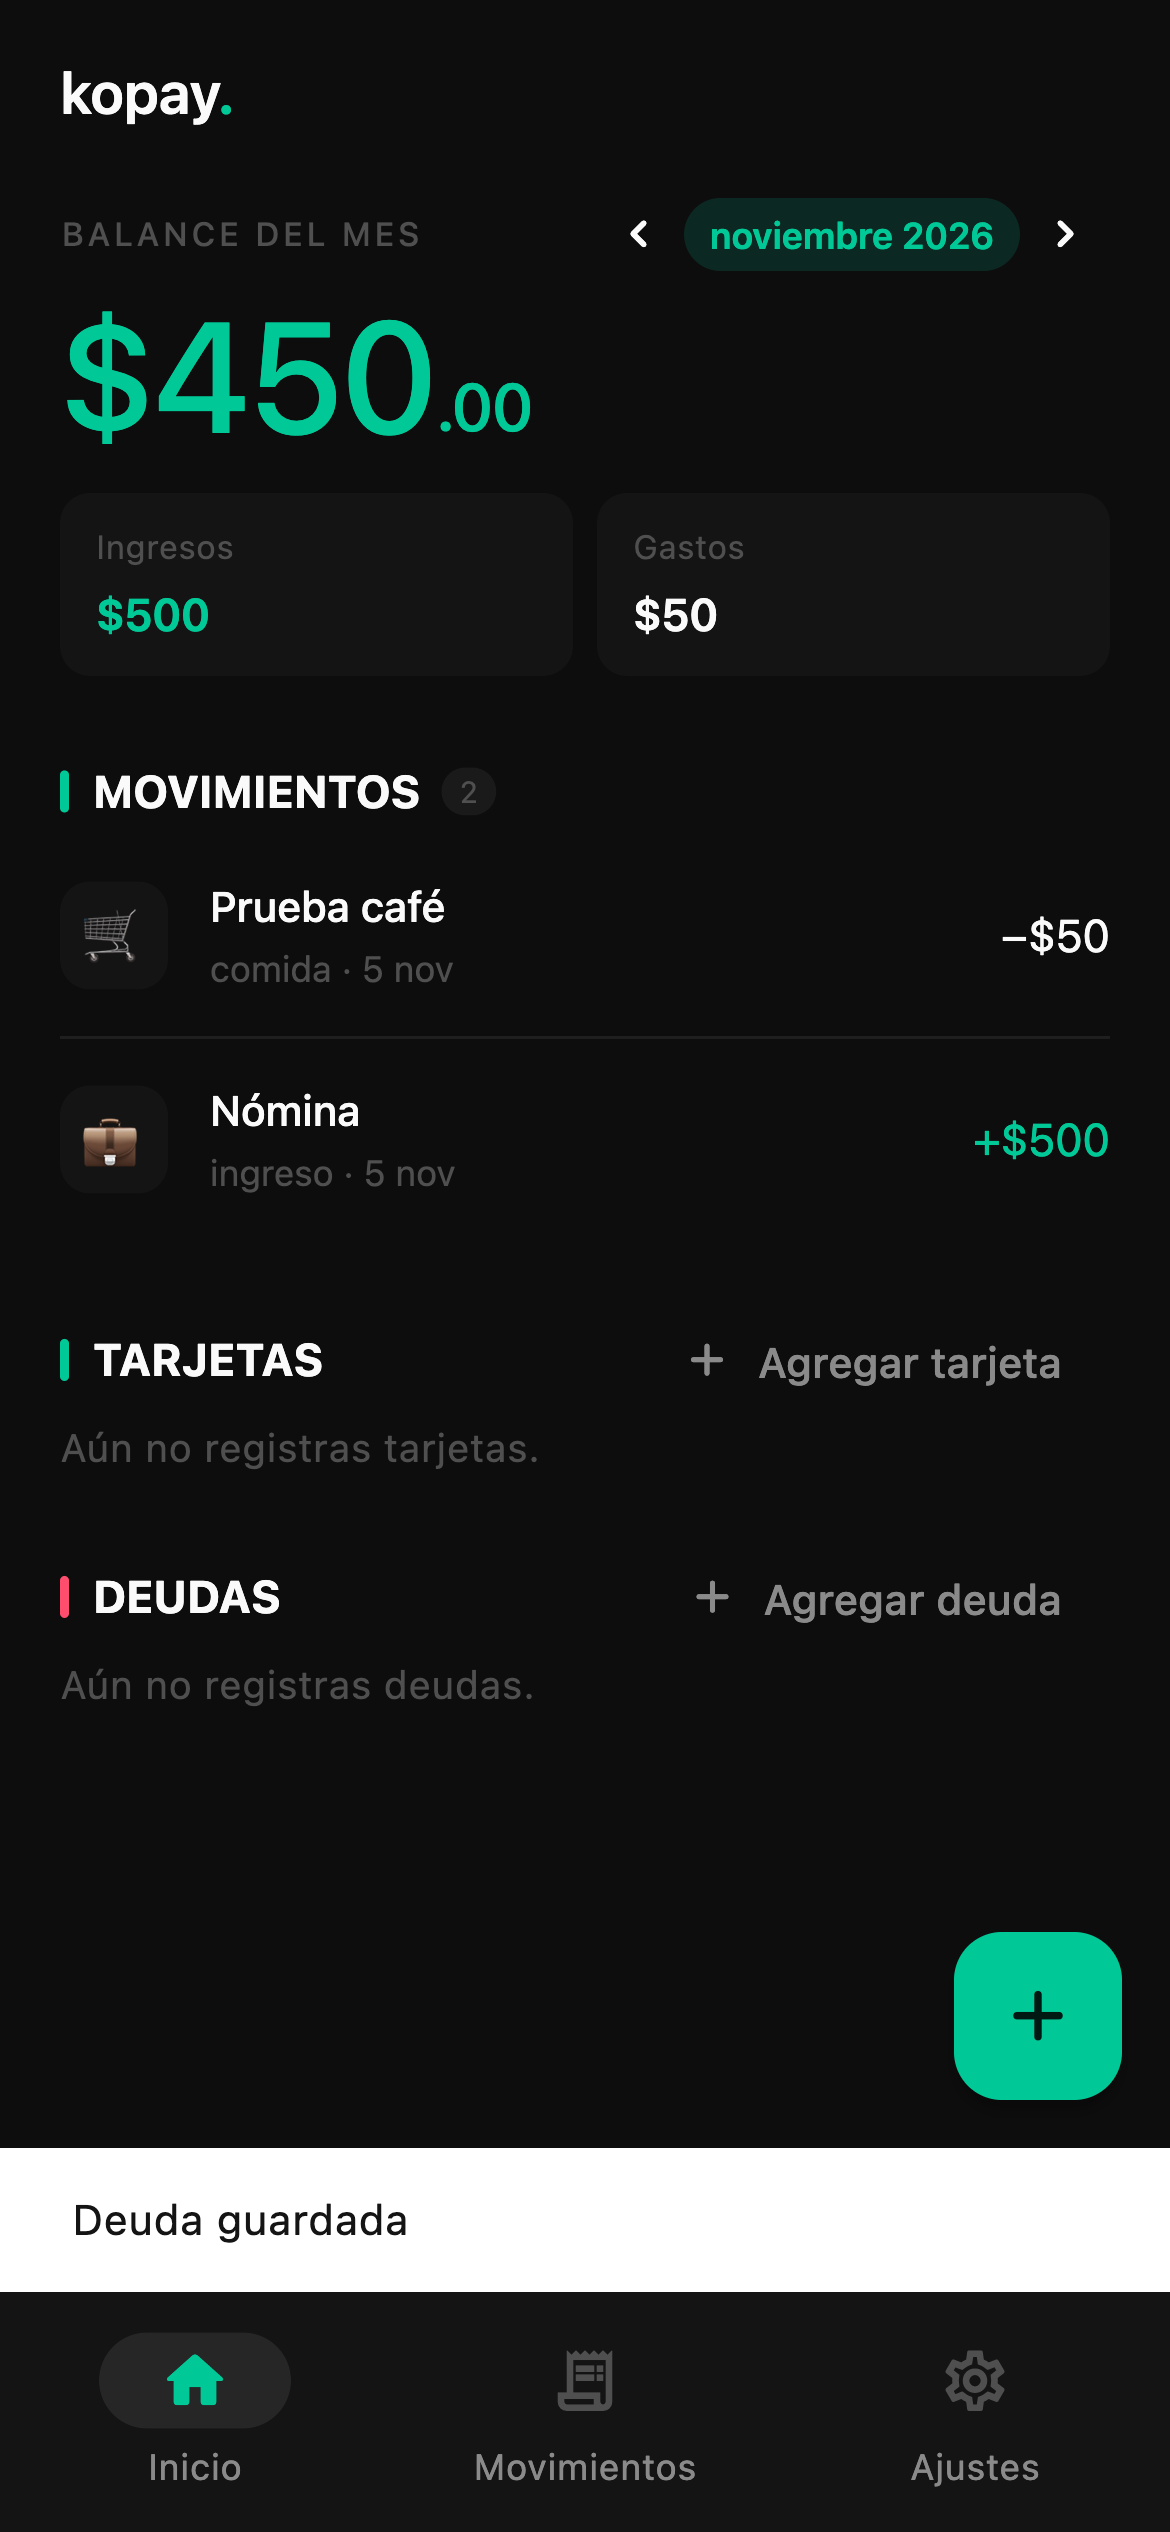 kopay.
BALANCE DEL MES
noviembre 2026
$450.00
Ingresos
$500
Gastos
$50
MOVIMIENTOS 2
Prueba café
comida · 5 nov
–$50
Nómina
ingreso · 5 nov
+$500
TARJETAS
+ Agregar tarjeta
Aún no registras tarjetas.
DEUDAS
+ Agregar deuda
Aún no registras deudas.
+
Deuda guardada
Inicio
Movimientos
Ajustes